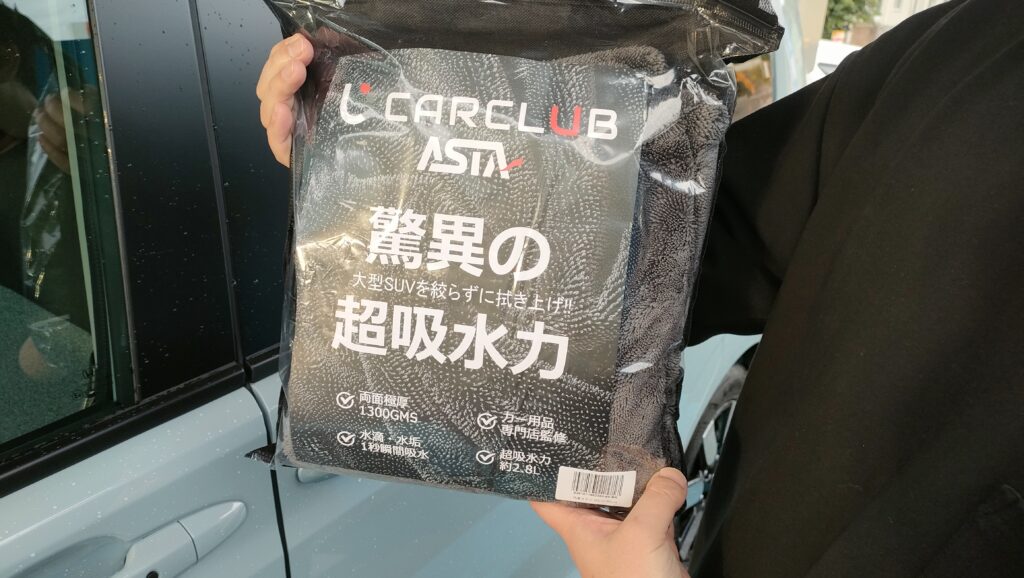 CARCLUB
ASTA
驚異の
大型SUVを絞らずに拭き上げ!!
超吸水力
両面極厚
1300GMS
水滴・水垢
1秒瞬間吸水
カー用品
専門店監修
超吸水力
約2.8L